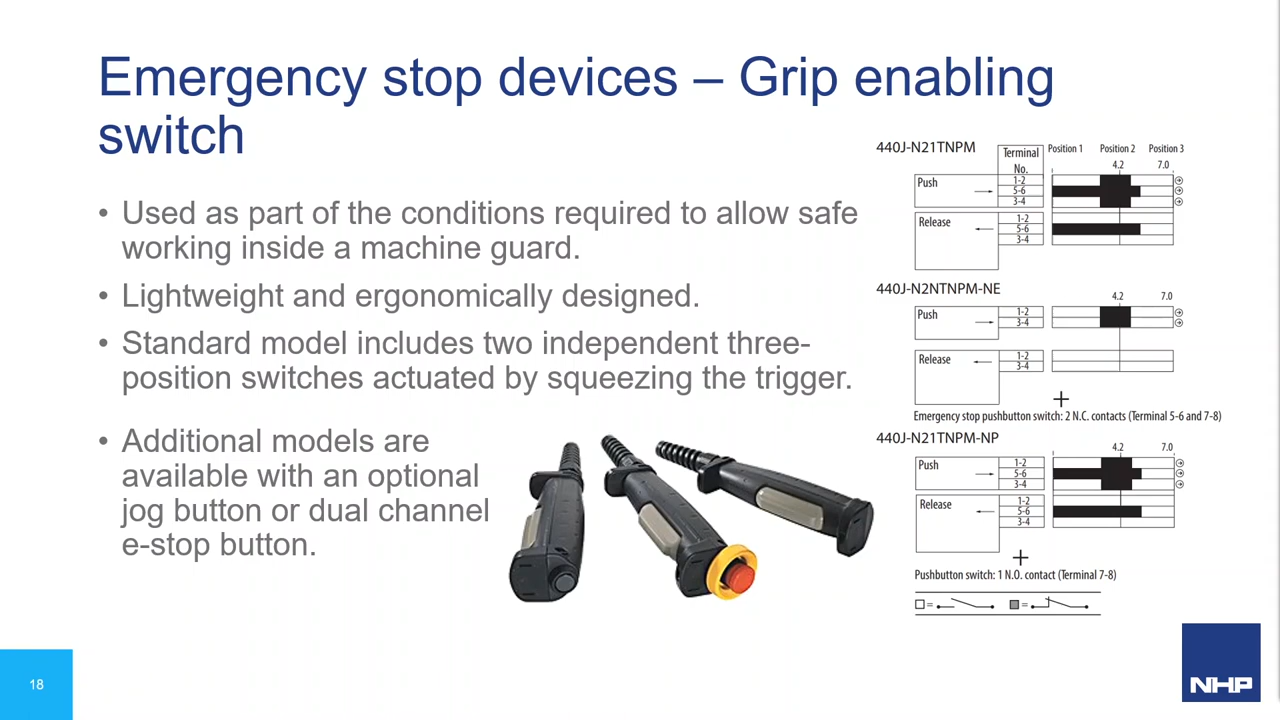 Emergency stop devices – Grip enabling
switch
• Used as part of the conditions required to allow safe
working inside a machine guard.
• Lightweight and ergonomically designed.
• Standard model includes two independent three-
position switches actuated by squeezing the trigger.
• Additional models are
available with an optional
jog button or dual channel
e-stop button.
440J-N21TNPM
Terminal
No.
Position 1 Position 2 Position 3
4.2 7.0
Push
1-2
5-6
3-4
Release
1-2
5-6
3-4
440J-N2NTNPM-NE
4.2 7.0
Push
1-2
3-4
Release
1-2
3-4
+
Emergency stop pushbutton switch: 2 N.C. contacts (Terminal 5-6 and 7-8)
440J-N21TNPM-NP
4.2 7.0
Push
1-2
5-6
3-4
Release
1-2
5-6
3-4
+
Pushbutton switch: 1 N.O. contact (Terminal 7-8)
= =
18
NHP